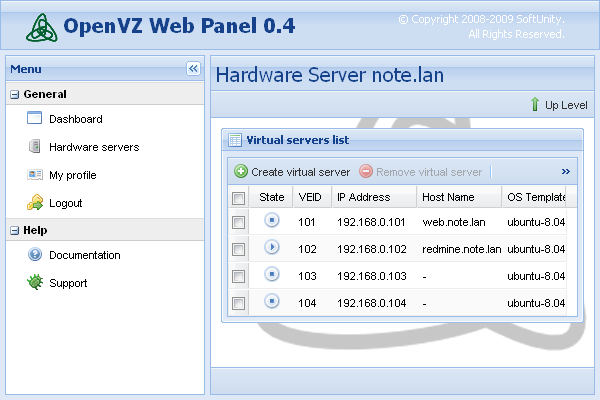 OpenVZ Web Panel 0.4
© Copyright 2008-2009 SoftUnity.
All Rights Reserved.
Menu
General
Dashboard
Hardware servers
My profile
Logout
Help
Documentation
Support
Hardware Server note.lan
Up Level
Virtual servers list
Create virtual server Remove virtual server »
State VEID IP Address Host Name OS Template
101 192.168.0.101 web.note.lan ubuntu-8.04
102 192.168.0.102 redmine.note.lan ubuntu-8.04
103 192.168.0.103 - ubuntu-8.04
104 192.168.0.104 - ubuntu-8.04